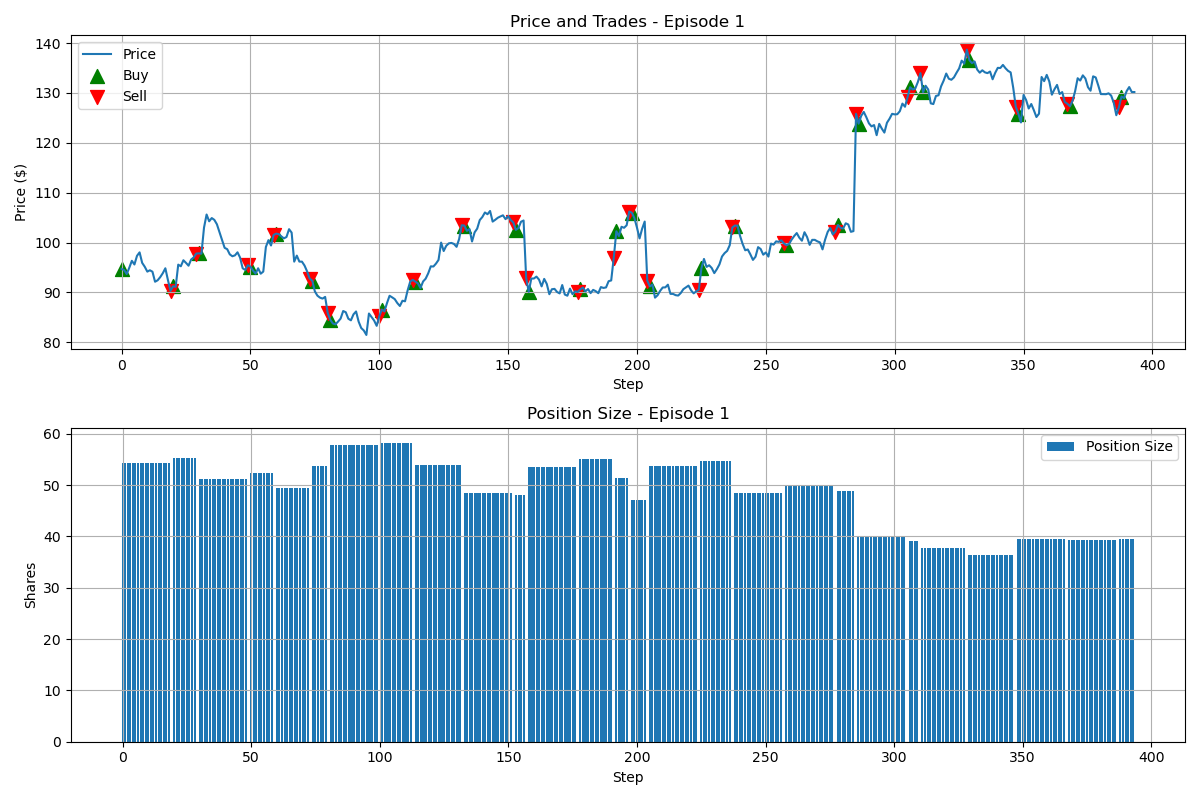 Price and Trades - Episode 1
Price ($)
140
130
120
110
100
90
80
Price
Buy
Sell
0 50 100 150 200 250 300 350 400
Step
Position Size - Episode 1
Shares
60
50
40
30
20
10
0
Position Size
0 50 100 150 200 250 300 350 400
Step